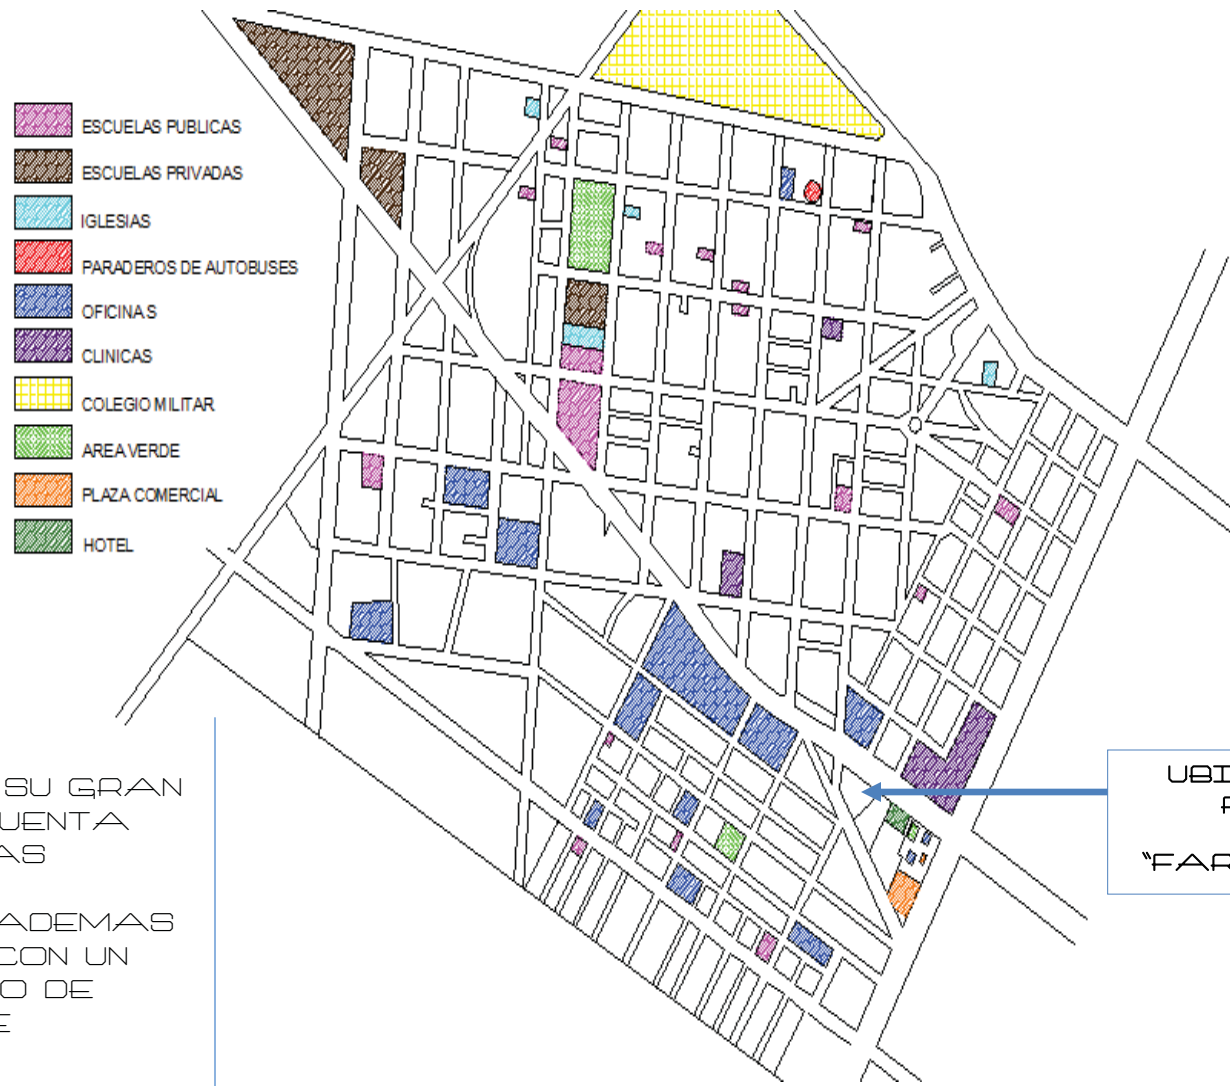 ESCUELAS PUBLICAS
ESCUELAS PRIVADAS
IGLESIAS
PARADEROS DE AUTOBUSES
OFICINAS
CLINICAS
COLEGIO MILITAR
AREA VERDE
PLAZA COMERCIAL
HOTEL
SU GRAN
UENTA
AS
ADEMAS
CON UN
O DE
E
UBI
"FAR